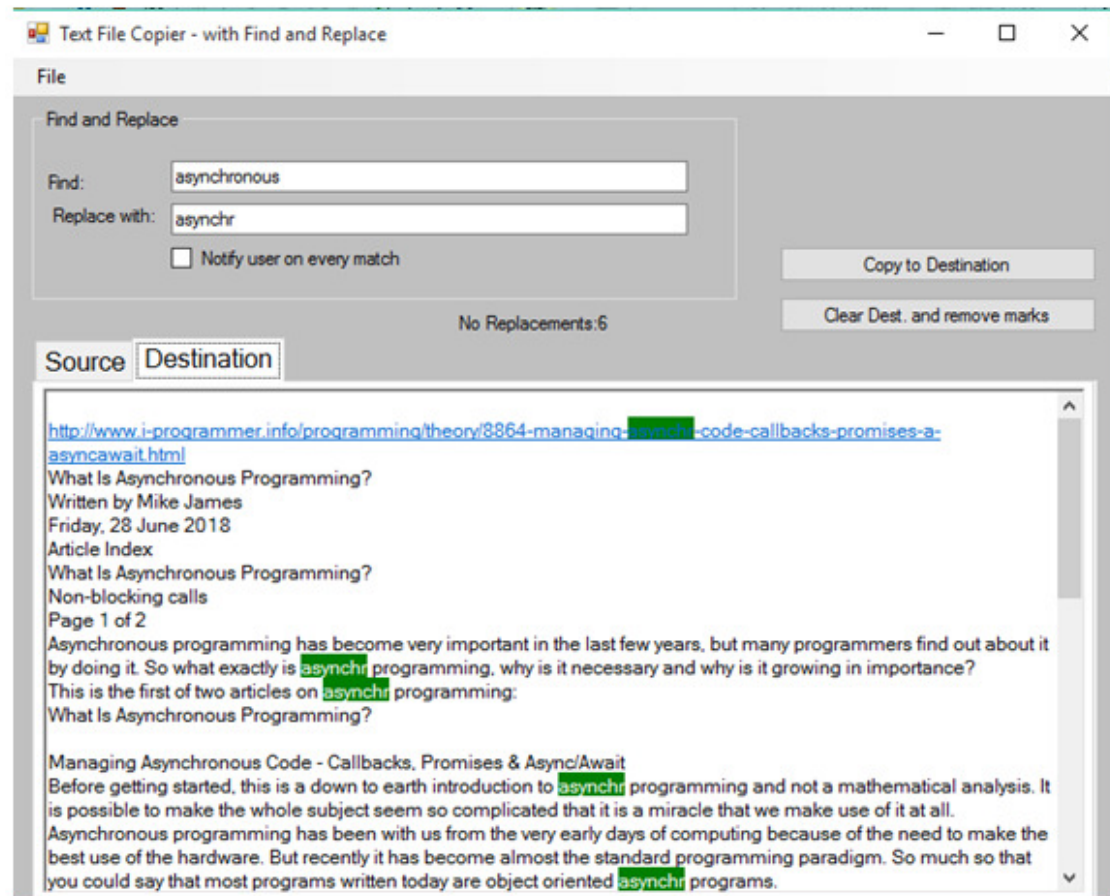 Text File Copier - with Find and Replace
File
Find and Replace
Find:
asynchronous
Replace with:
asynchr
Notify user on every match
Copy to Destination
No Replacements:6
Clear Dest. and remove marks
Source
Destination
http://www.i-programmer.info/programming/theory/8864-managing-asynchr-code-callbacks-promises-a-
asyncawait.html
What Is Asynchronous Programming?
Written by Mike James
Friday, 28 June 2018
Article Index
What Is Asynchronous Programming?
Non-blocking calls
Page 1 of 2
Asynchronous programming has become very important in the last few years, but many programmers find out about it
by doing it. So what exactly is asynchr programming, why is it necessary and why is it growing in importance?
This is the first of two articles on asynchr programming:
What Is Asynchronous Programming?
Managing Asynchronous Code - Callbacks, Promises & Async/Await
Before getting started, this is a down to earth introduction to asynchr programming and not a mathematical analysis. It
is possible to make the whole subject seem so complicated that it is a miracle that we make use of it at all.
Asynchronous programming has been with us from the very early days of computing because of the need to make the
best use of the hardware. But recently it has become almost the standard programming paradigm. So much so that
you could say that most programs written today are object oriented asynchr programs.